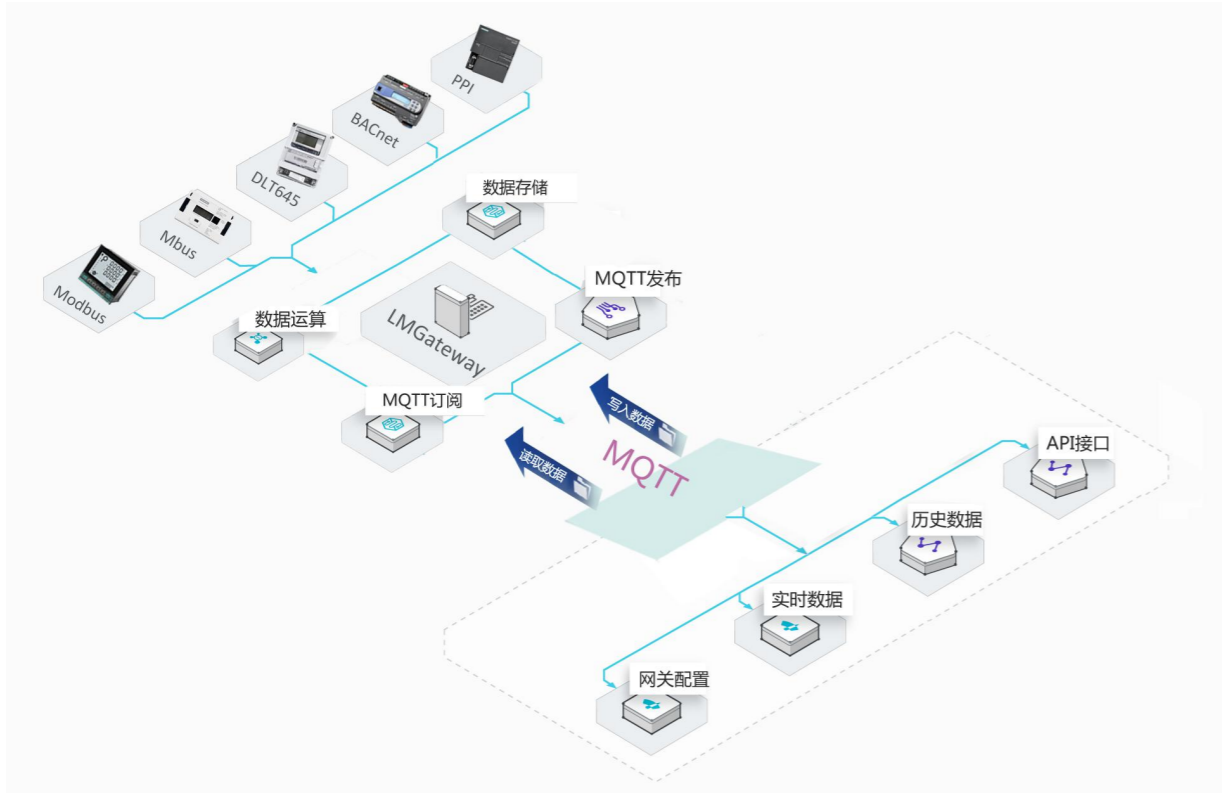 PPI
BACnet
DLT645
Mbus
Modbus
数据存储
MQTT发布
数据运算
LMGateway
MQTT订阅
写入数据
读取数据
MQTT
API接口
历史数据
实时数据
网关配置